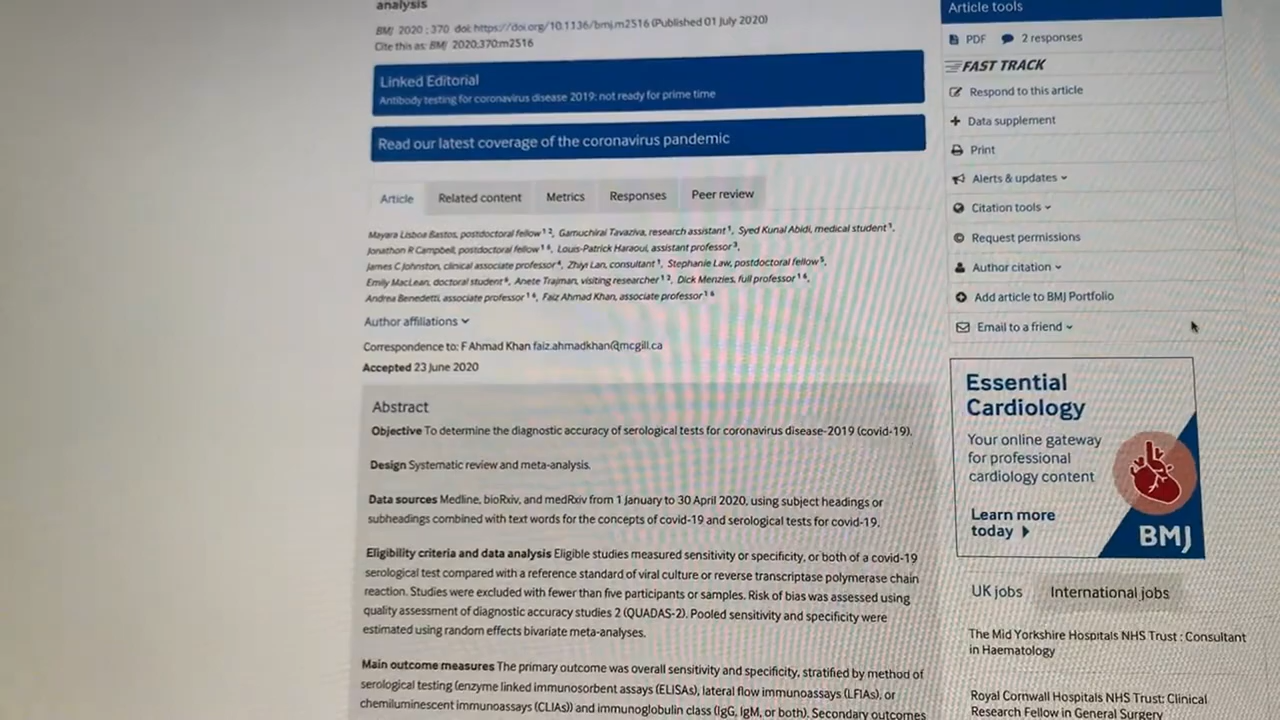 analysis
BMJ 2020 ; 370 doi: https://doi.org/10.1136/bmj.m2516 (Published 01 July 2020)
Cite this as: BMJ 2020;370:m2516
Linked Editorial
Antibody testing for coronavirus disease 2019: not ready for prime time
Read our latest coverage of the coronavirus pandemic
Article Related content Metrics Responses Peer review
Mayara Lisboa Bastos, postdoctoral fellow 1 2, Gamuchirai Tavaziva, research assistant 1, Syed Kunal Abidi, medical student 1,
Jonathon R Campbell, postdoctoral fellow 1 6, Louis-Patrick Haraoui, assistant professor 3,
James C Johnston, clinical associate professor 4, Zhiyi Lan, consultant 1, Stephanie Law, postdoctoral fellow 5,
Emily MacLean, doctoral student 6, Anete Trajman, visiting researcher 1 2, Dick Menzies, full professor 1 6,
Andrea Benedetti, associate professor 1 6, Faiz Ahmad Khan, associate professor 1 6
Author affiliations
Correspondence to: F Ahmad Khan faiz.ahmadkhan@mcgill.ca
Accepted 23 June 2020
Abstract
Objective To determine the diagnostic accuracy of serological tests for coronavirus disease-2019 (covid-19).
Design Systematic review and meta-analysis.
Data sources Medline, bioRxiv, and medRxiv from 1 January to 30 April 2020, using subject headings or
subheadings combined with text words for the concepts of covid-19 and serological tests for covid-19.
Eligibility criteria and data analysis Eligible studies measured sensitivity or specificity, or both of a covid-19
serological test compared with a reference standard of viral culture or reverse transcriptase polymerase chain
reaction. Studies were excluded with fewer than five participants or samples. Risk of bias was assessed using
quality assessment of diagnostic accuracy studies 2 (QUADAS-2). Pooled sensitivity and specificity were
estimated using random effects bivariate meta-analyses.
Main outcome measures The primary outcome was overall sensitivity and specificity, stratified by method of
serological testing (enzyme linked immunosorbent assays (ELISAs), lateral flow immunoassays (LFIAs), or
chemiluminescent immunoassays (CLIAs)) and immunoglobulin class (IgG, IgM, or both). Secondary outcomes
Article tools
PDF 2 responses
FAST TRACK
Respond to this article
Data supplement
Print
Alerts & updates
Citation tools
Request permissions
Author citation
Add article to BMJ Portfolio
Email to a friend
Essential
Cardiology
Your online gateway
for professional
cardiology content
Learn more
today
BMJ
UK jobs International jobs
The Mid Yorkshire Hospitals NHS Trust : Consultant
in Haematology
Royal Cornwall Hospitals NHS Trust: Clinical
Research Fellow in General Surgery